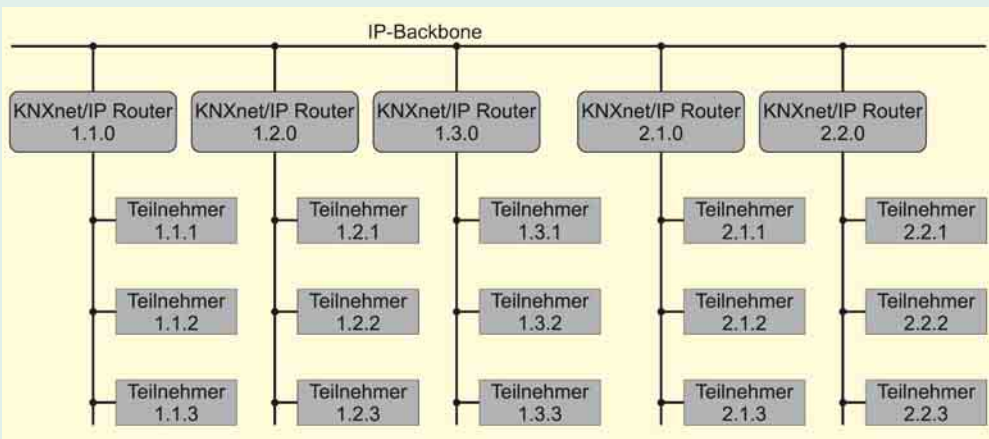 IP-Backbone
KNXnet/IP Router
1.1.0
KNXnet/IP Router
1.2.0
KNXnet/IP Router
1.3.0
KNXnet/IP Router
2.1.0
KNXnet/IP Router
2.2.0
Teilnehmer
1.1.1
Teilnehmer
1.2.1
Teilnehmer
1.3.1
Teilnehmer
2.1.1
Teilnehmer
2.2.1
Teilnehmer
1.1.2
Teilnehmer
1.2.2
Teilnehmer
1.3.2
Teilnehmer
2.1.2
Teilnehmer
2.2.2
Teilnehmer
1.1.3
Teilnehmer
1.2.3
Teilnehmer
1.3.3
Teilnehmer
2.1.3
Teilnehmer
2.2.3